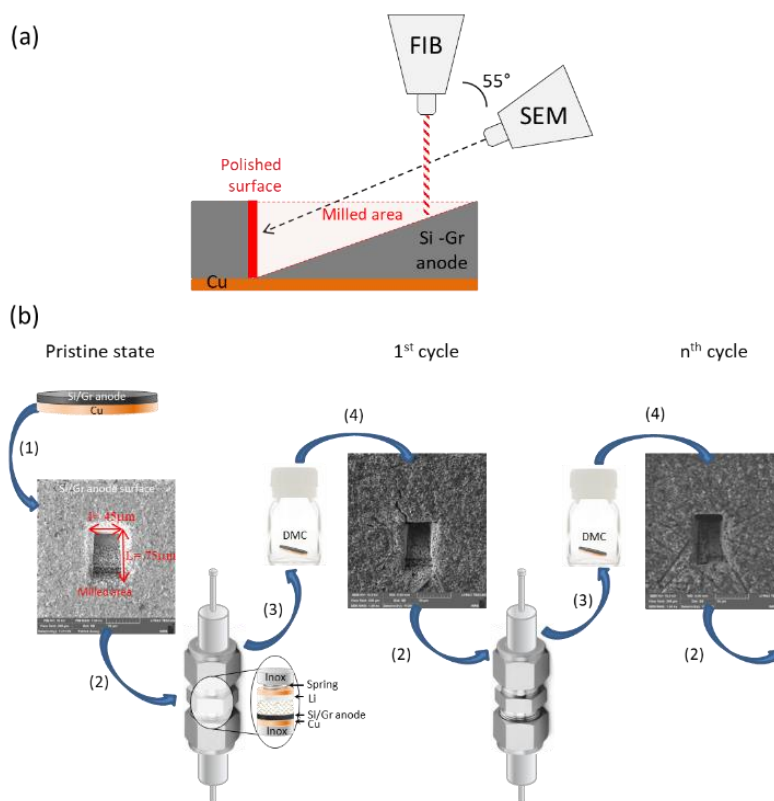 (a)
FIB
55°
SEM
Polished
surface
Milled area
Si -Gr
anode
Cu
(b)
Pristine state
1st cycle
nth cycle
Si/Gr anode
Cu
(1)
(4)
(4)
Si/Gr anode surface
l= 45µm
L= 75µm
Milled area
DMC
DMC
(3)
(3)
(2)
(2)
(2)
Inox
Spring
Li
Si/Gr anode
Cu
Inox